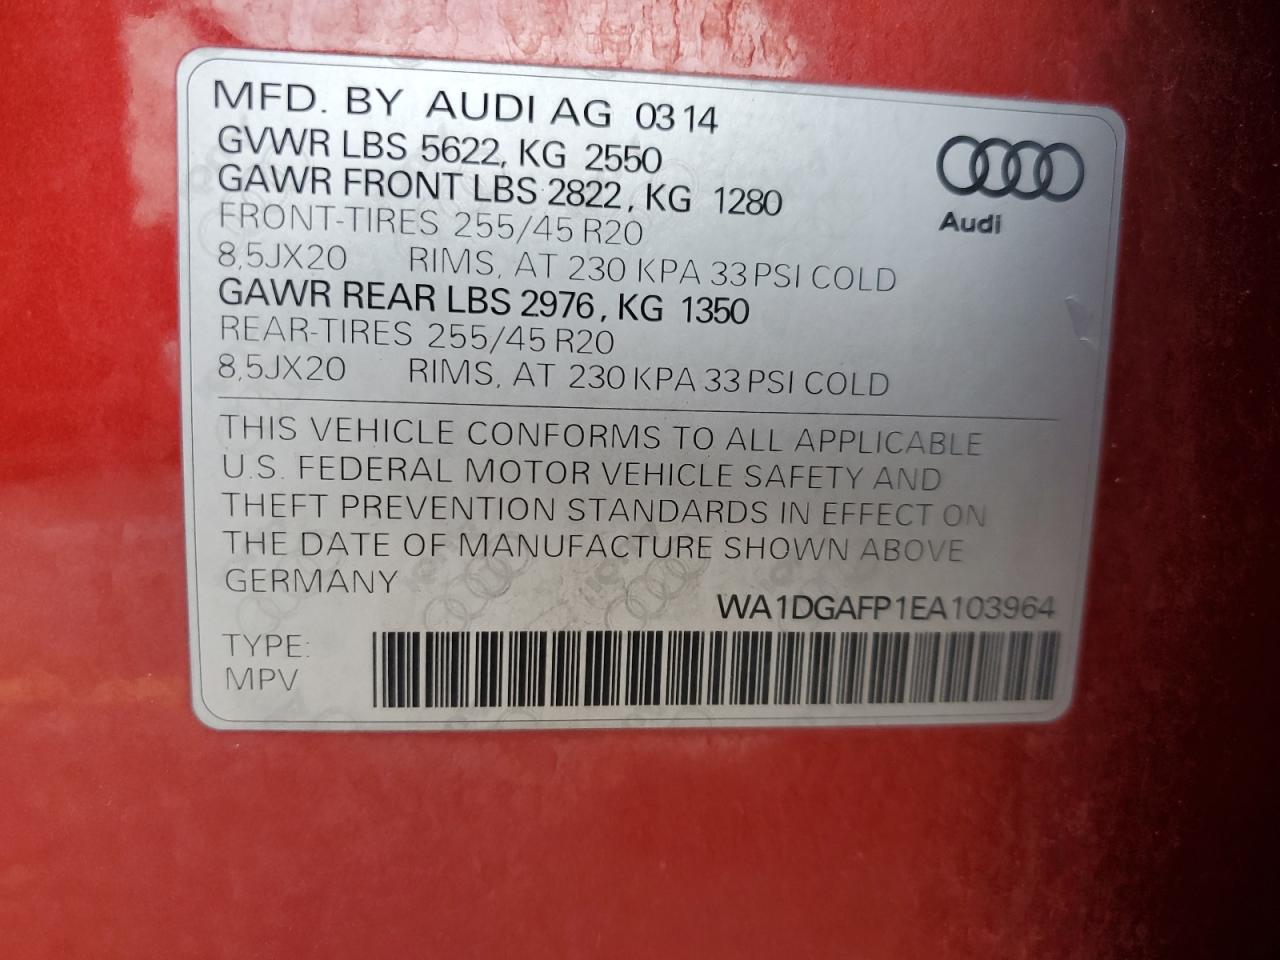 MFD. BY AUDI AG 0314
GVWR LBS 5622, KG 2550
GAWR FRONT LBS 2822, KG 1280
FRONT-TIRES 255/45 R20
8,5JX20 RIMS, AT 230 KPA 33 PSI COLD
GAWR REAR LBS 2976, KG 1350
REAR-TIRES 255/45 R20
8,5JX20 RIMS, AT 230 KPA 33 PSI COLD
Audi
THIS VEHICLE CONFORMS TO ALL APPLICABLE
U.S. FEDERAL MOTOR VEHICLE SAFETY AND
THEFT PREVENTION STANDARDS IN EFFECT ON
THE DATE OF MANUFACTURE SHOWN ABOVE
GERMANY
WA1DGAFP1EA103964
TYPE:
MPV